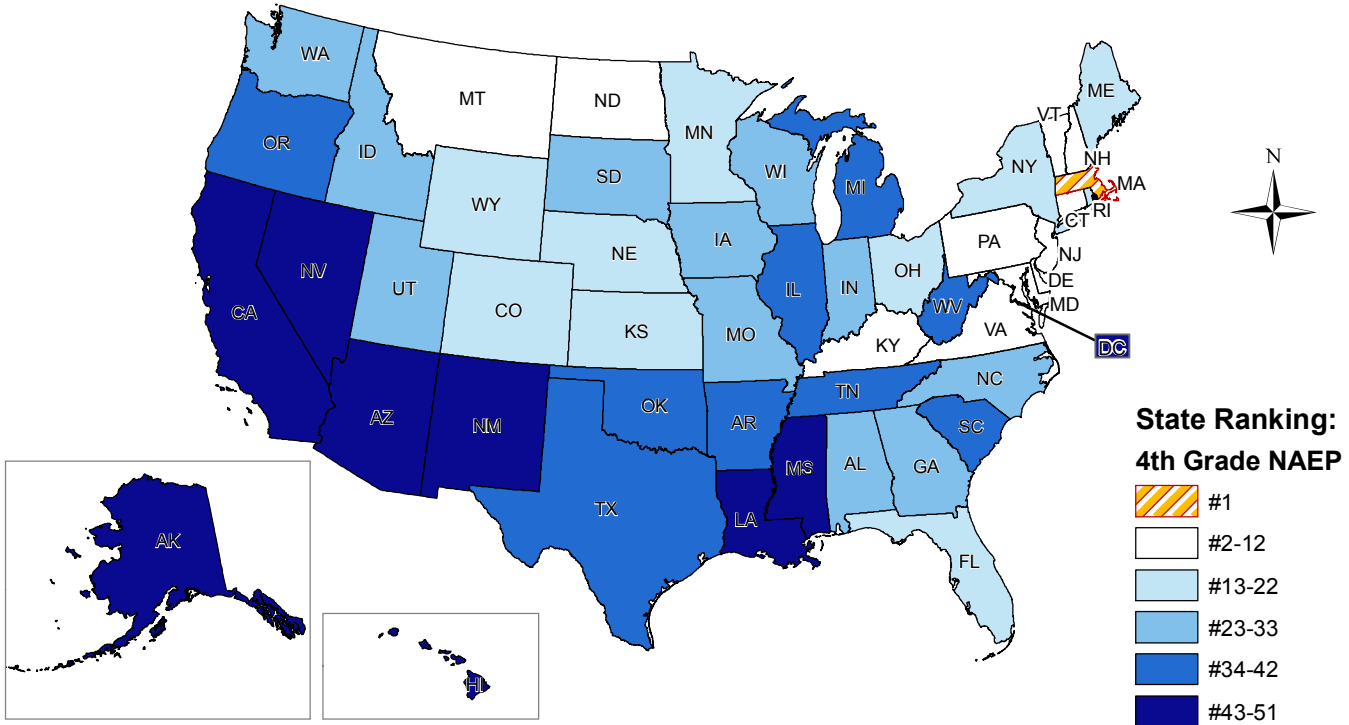 WA
MT
ND
MN
ME
VT
NH
OR
ID
SD
WI
MI
NY
MA
RI
CT
WY
IA
PA
NJ
NE
OH
DE
MD
NV
UT
CO
KS
MO
IL
IN
WV
VA
DC
CA
KY
AZ
NM
OK
AR
TN
NC
SC
MS
AL
GA
TX
LA
FL
AK
HI
N
State Ranking:
4th Grade NAEP
#1
#2-12
#13-22
#23-33
#34-42
#43-51